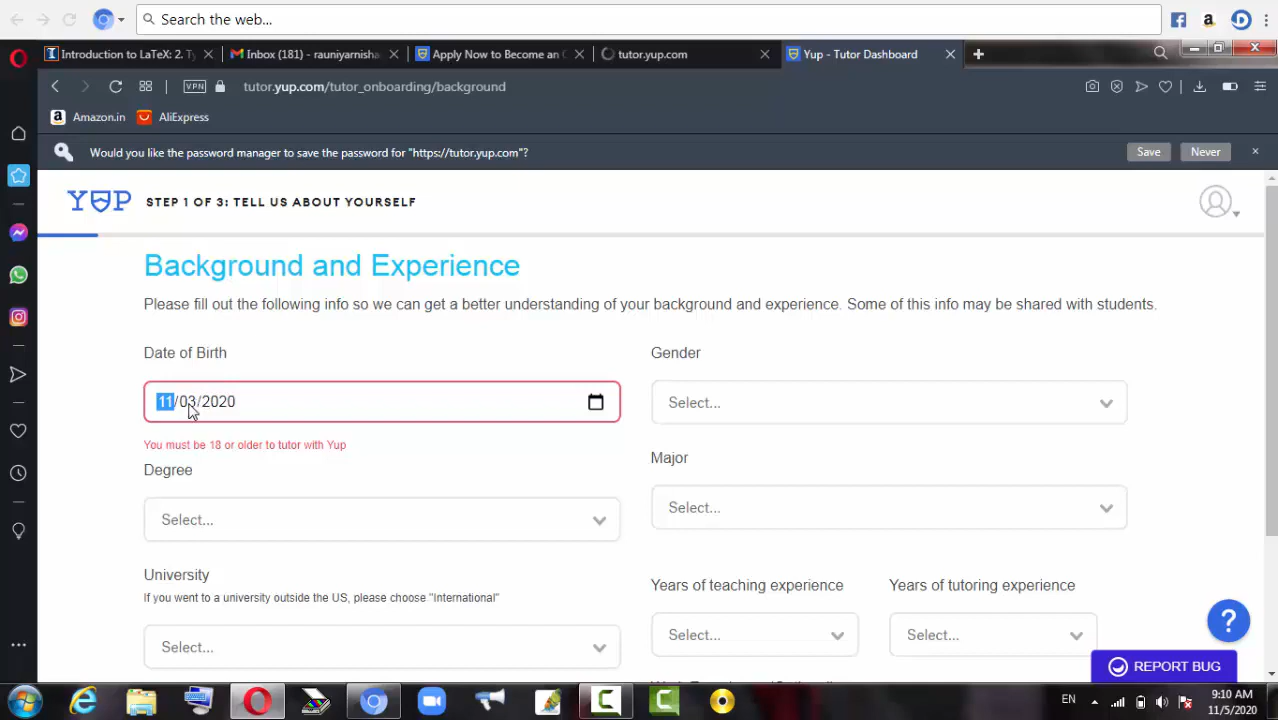 Search the web...
Introduction to LaTeX: 2. Ty
Inbox (181) - rauniyarnisha
Apply Now to Become an
tutor.yup.com
Yup - Tutor Dashboard
VPN
tutor.yup.com/tutor_onboarding/background
Amazon.in
AliExpress
Would you like the password manager to save the password for "https://tutor.yup.com"?
Save
Never
YUP
STEP 1 OF 3: TELL US ABOUT YOURSELF
Background and Experience
Please fill out the following info so we can get a better understanding of your background and experience. Some of this info may be shared with students.
Date of Birth
Gender
11/03/2020
Select...
You must be 18 or older to tutor with Yup
Degree
Major
Select...
Select...
University
If you went to a university outside the US, please choose "International"
Years of teaching experience
Years of tutoring experience
Select...
Select...
Select...
?
REPORT BUG
EN
9:10 AM
11/5/2020